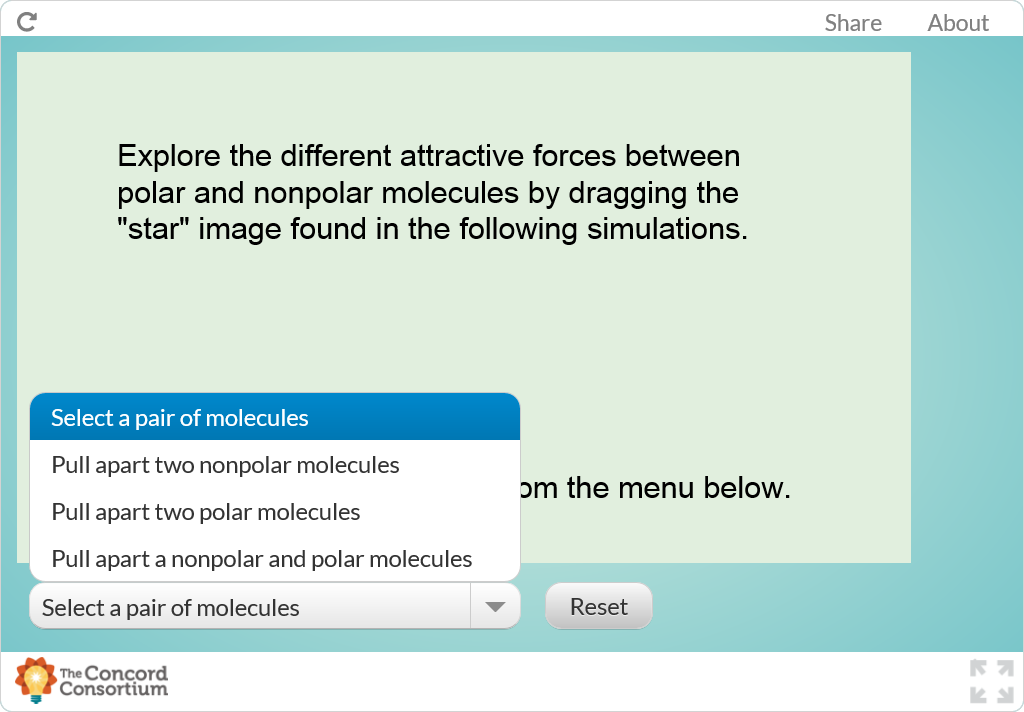 Share About
Explore the different attractive forces between
polar and nonpolar molecules by dragging the
"star" image found in the following simulations.
Select a pair of molecules
Pull apart two nonpolar molecules
om the menu below.
Pull apart two polar molecules
Pull apart a nonpolar and polar molecules
Select a pair of molecules Reset
The Concord
Consortium